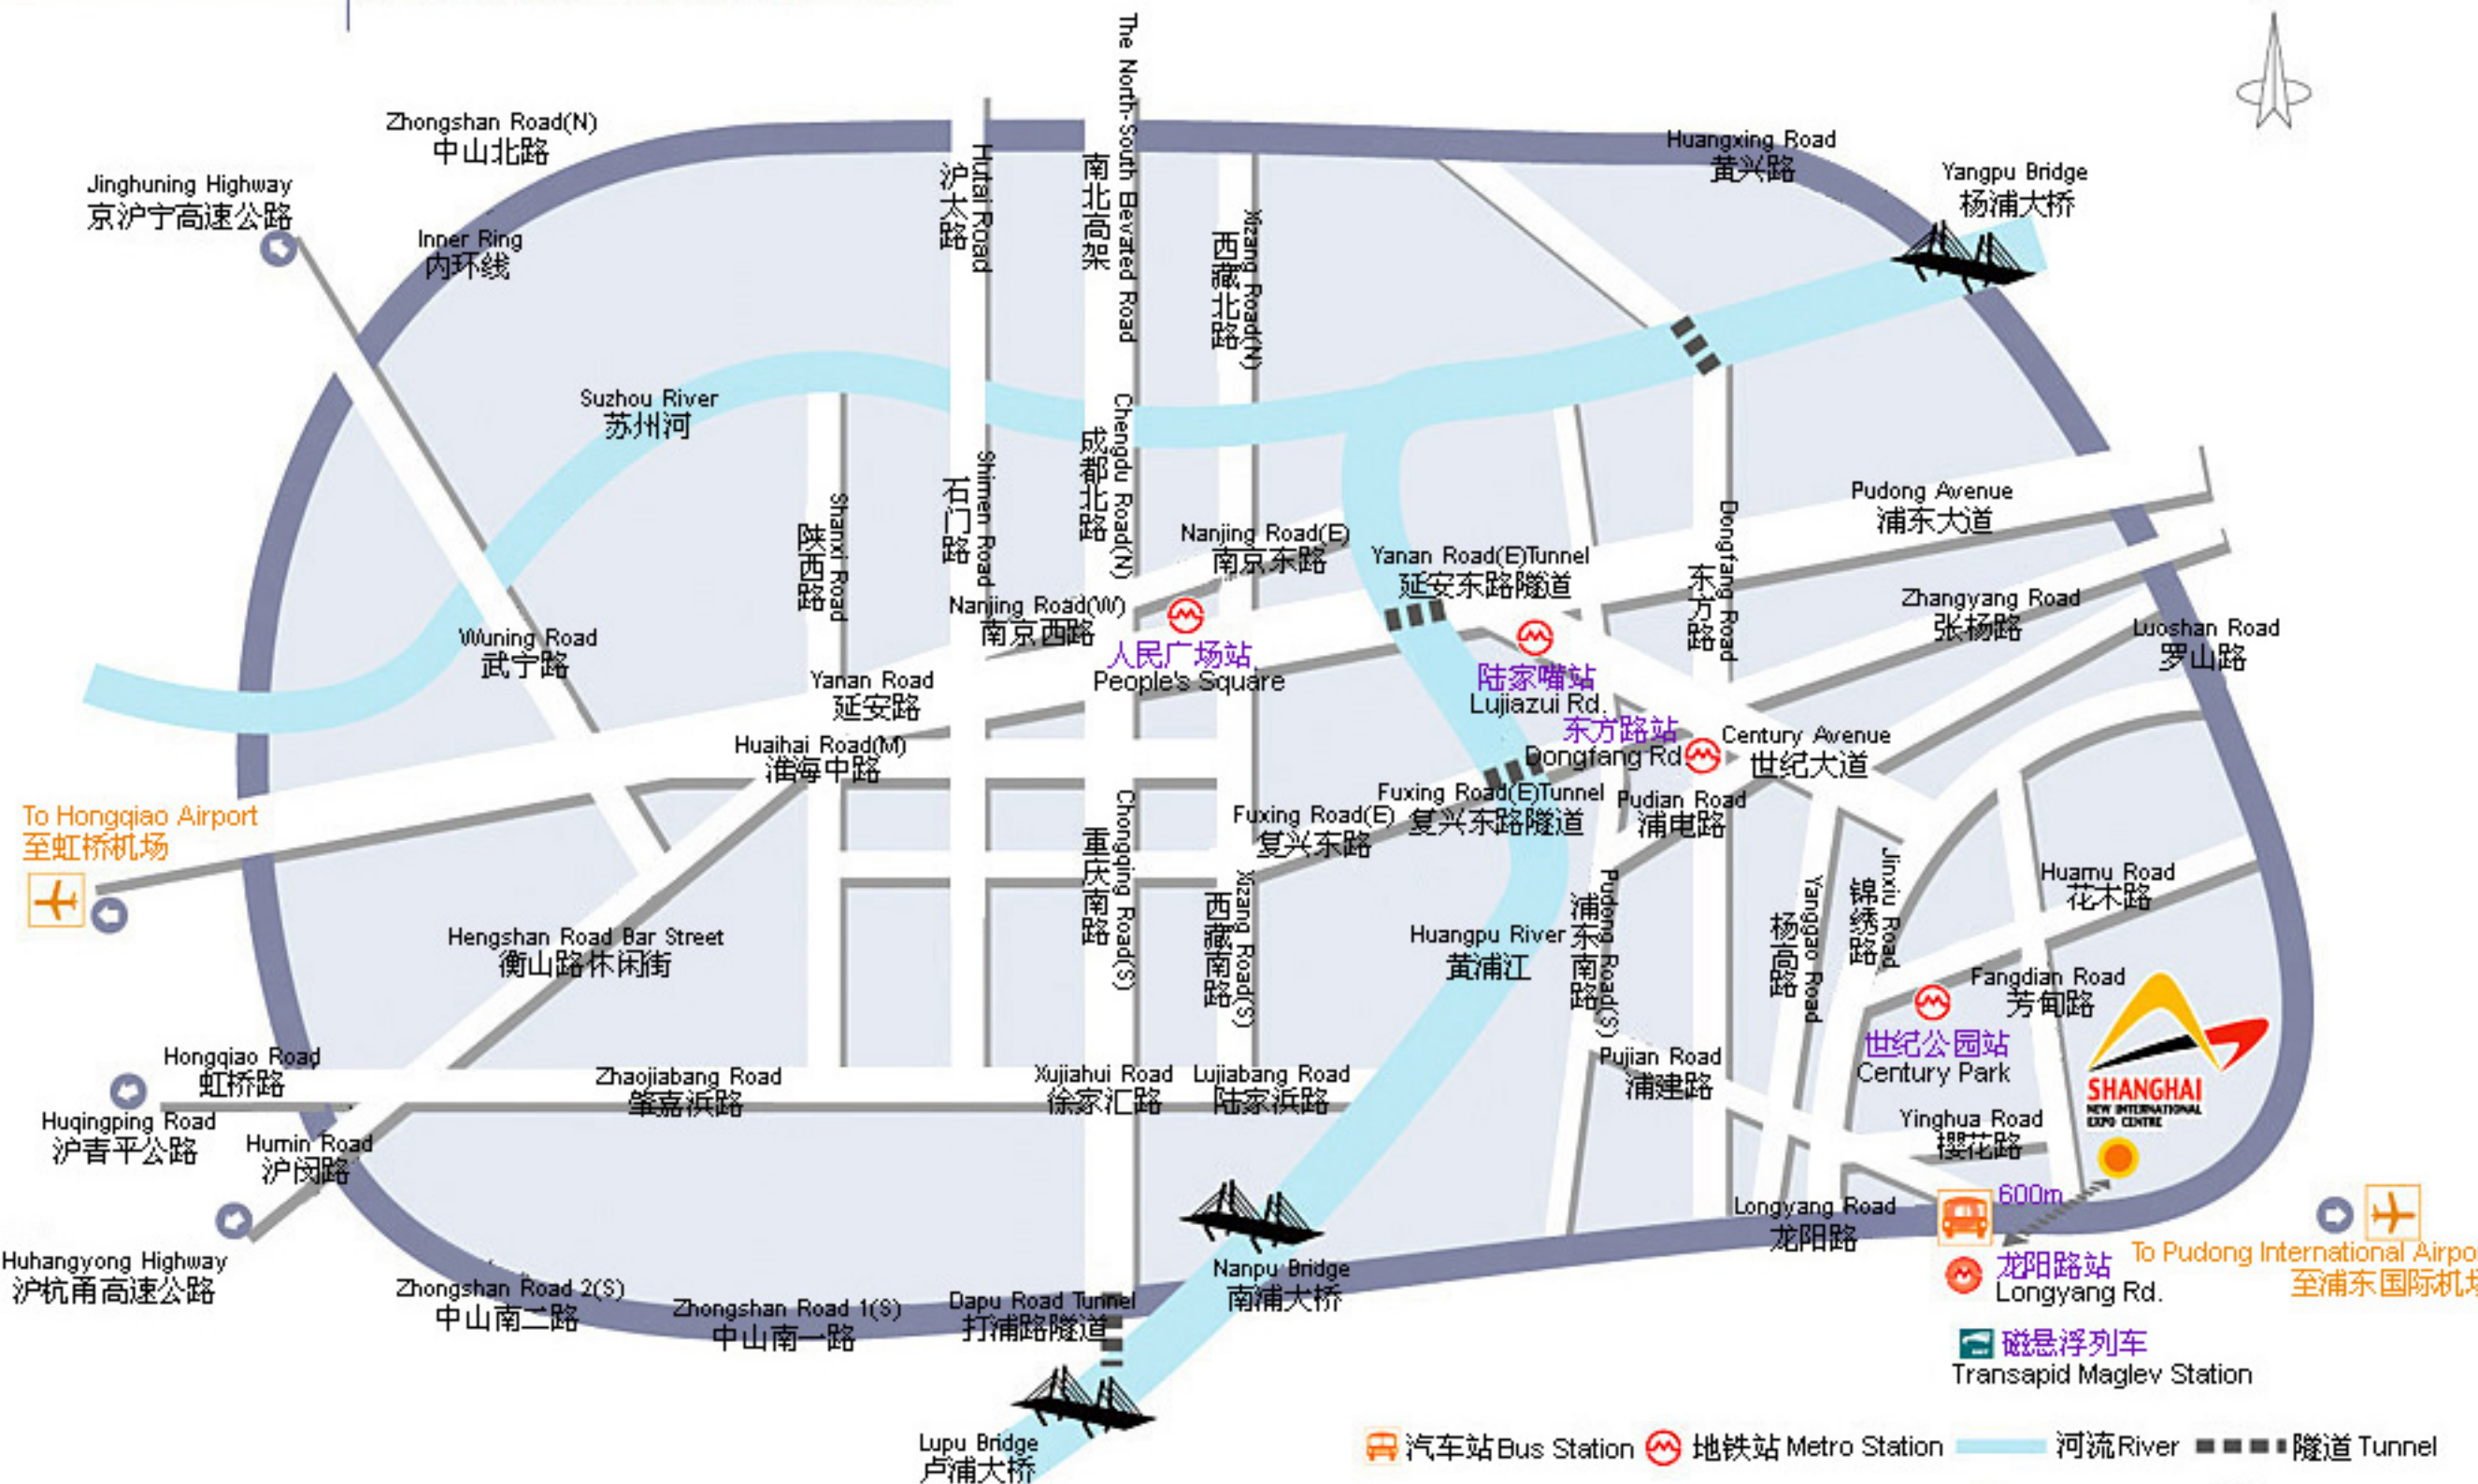 The North-South Elevated Road
南北高架
Zhongshan Road(N)
中山北路
Huangxing Road
黄兴路
Yangpu Bridge
杨浦大桥
Jinghuning Highway
京沪宁高速公路
Inner Ring
内环线
Hutai Road
沪太路
Xizang Road(N)
西藏北路
Suzhou River
苏州河
Chengdu Road(N)
成都北路
Shimen Road
石门路
Shanxi Road
陕西路
Nanjing Road(E)
南京东路
Yanan Road(E)Tunnel
延安东路隧道
Dongfang Road
东方路
Pudong Avenue
浦东大道
Zhangyang Road
张杨路
Luoshan Road
罗山路
Nanjing Road(W)
南京西路
Wuning Road
武宁路
人民广场站
People's Square
陆家嘴站
Lujiazui Rd.
东方路站
Dongfang Rd.
Yanan Road
延安路
Century Avenue
世纪大道
Huaihai Road(M)
淮海中路
To Hongqiao Airport
至虹桥机场
Chongqing Road(S)
重庆南路
Fuxing Road(E)
复兴东路
Fuxing Road(E)Tunnel
复兴东路隧道
Pudian Road
浦电路
Xizang Road(S)
西藏南路
Huangpu River
黄浦江
Pudong Road(S)
浦东南路
Yanggao Road
杨高路
Jinxiu Road
锦绣路
Huamu Road
花木路
Hengshan Road Bar Street
衡山路休闲街
Fangdian Road
芳甸路
世纪公园站
Century Park
SHANGHAI
NEW INTERNATIONAL
EXPO CENTRE
Hongqiao Road
虹桥路
Zhaojiabang Road
肇嘉浜路
Xujiahui Road
徐家汇路
Lujiabang Road
陆家浜路
Pujian Road
浦建路
Huqingping Road
沪青平公路
Humin Road
沪闵路
Yinghua Road
樱花路
600m
Longyang Road
龙阳路
Huhangyong Highway
沪杭甬高速公路
Zhongshan Road 2(S)
中山南二路
Zhongshan Road 1(S)
中山南一路
Dapu Road Tunnel
打浦路隧道
Nanpu Bridge
南浦大桥
龙阳路站
Longyang Rd.
To Pudong International Airpo
至浦东国际机场
磁悬浮列车
Transapid Maglev Station
Lupu Bridge
卢浦大桥
汽车站Bus Station
地铁站Metro Station
河流River
隧道Tunnel